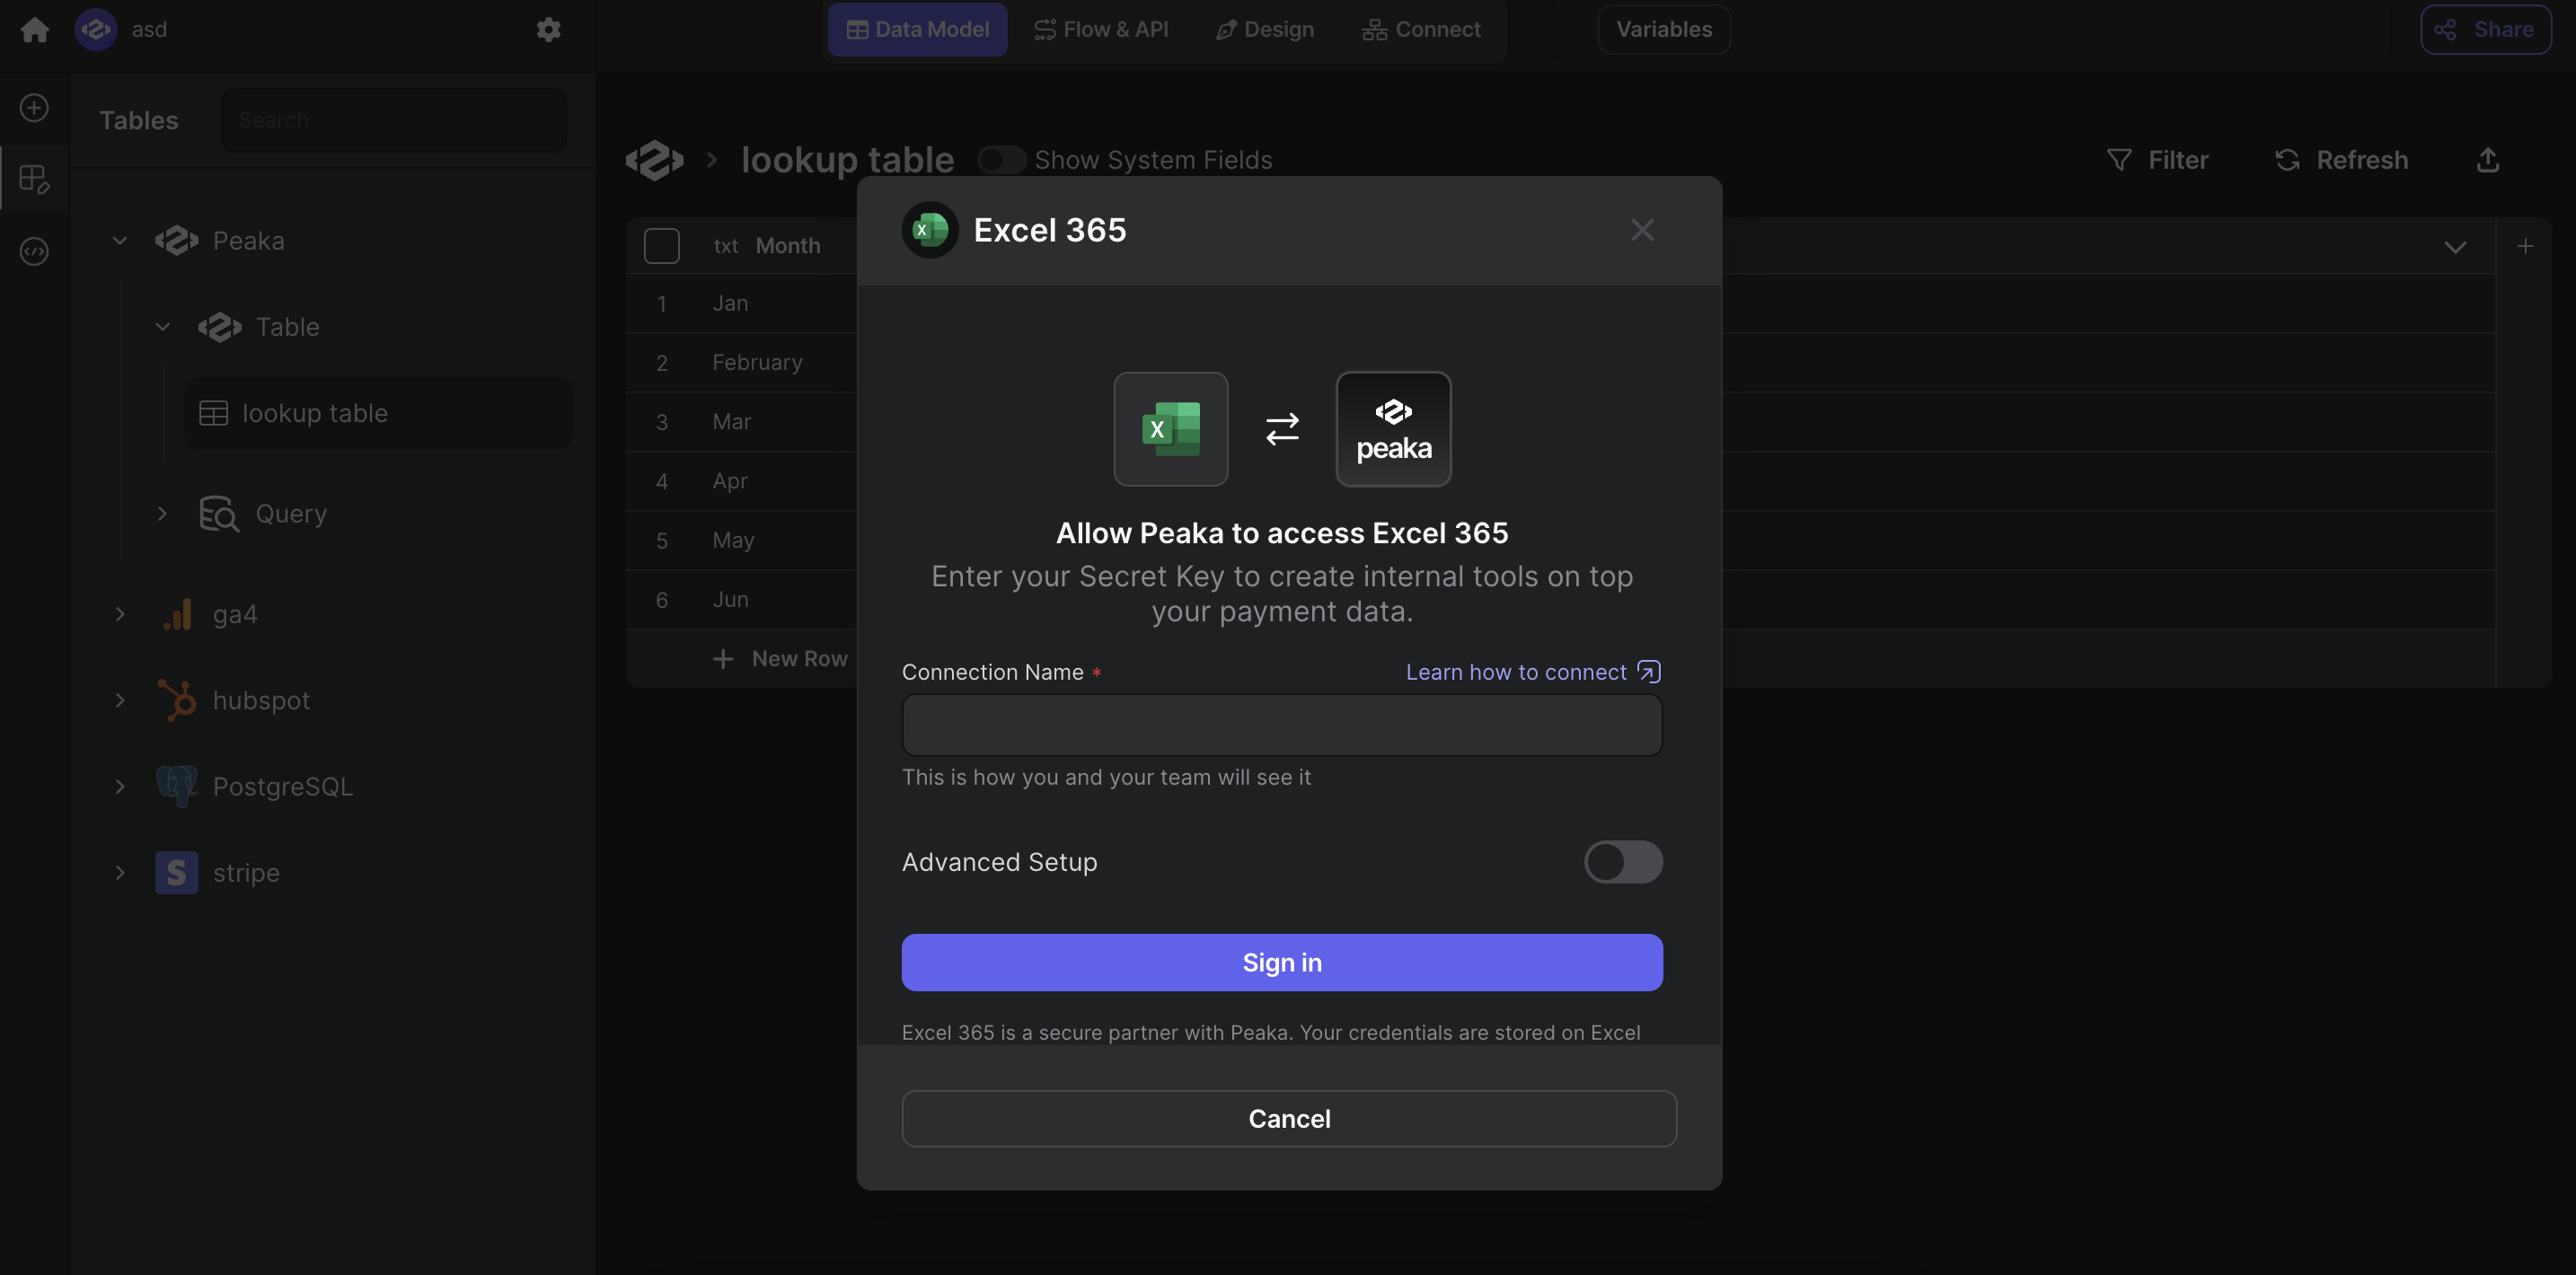 asd
Data Model
Flow & API
Design
Connect
Variables
Share
Tables
Search
lookup table
Show System Fields
Filter
Refresh
Peaka
Table
lookup table
Query
ga4
hubspot
PostgreSQL
S stripe
txt Month
1 Jan
2 February
3 Mar
4 Apr
5 May
6 Jun
New Row
X Excel 365
X
peaka
Allow Peaka to access Excel 365
Enter your Secret Key to create internal tools on top
your payment data.
Connection Name *
Learn how to connect
This is how you and your team will see it
Advanced Setup
Sign in
Excel 365 is a secure partner with Peaka. Your credentials are stored on Excel
Cancel